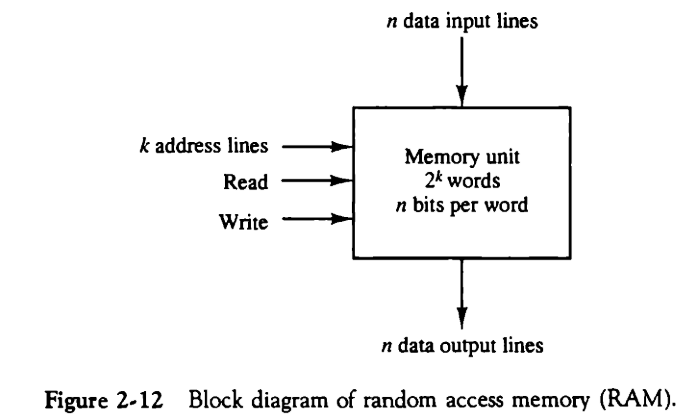 n data input lines
k address lines
Read
Write
Memory unit
2ᵏ words
n bits per word
n data output lines
Figure 2-12 Block diagram of random access memory (RAM).